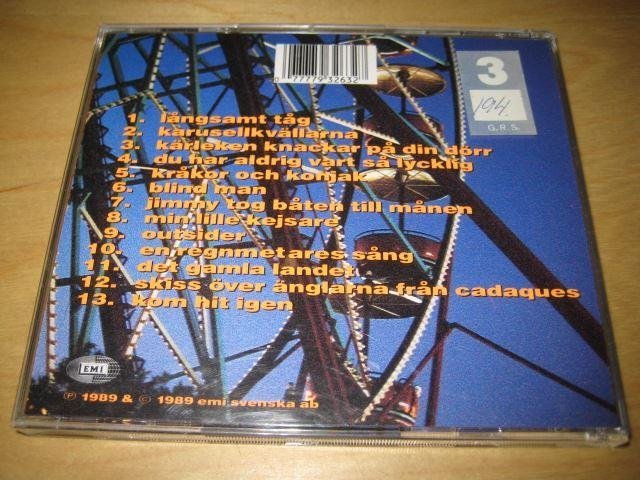 0 77779 32632
3
194.
G.R.S.
1. långsamt tåg
2. karusellkvällarna
3. kärleken knackar på din dörr
4. du har aldrig vart så lycklig
5. kråkor och konjak
6. blind man
7. jimmy tog båten till månen
8. min lille kejsare
9. outsider
10. en regnmetares sång
11. det gamla landet
12. skiss över änglarna från cadaques
13. kom hit igen
EMI
℗ 1989 & © 1989 emi svenska ab